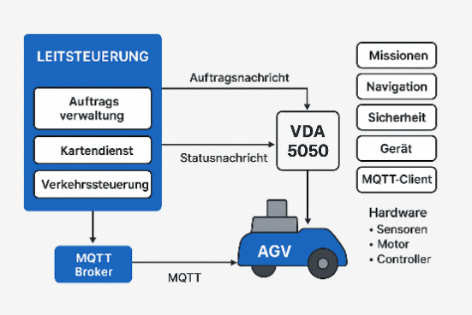 LEITSTEUERUNG
Auftrags
verwaltung
Kartendienst
Verkehrssteuerung
Auftragsnachricht
Statusnachricht
VDA
5050
MQTT
Broker
MQTT
AGV
Missionen
Navigation
Sicherheit
Gerät
MQTT-Client
Hardware
• Sensoren
• Motor
• Controller